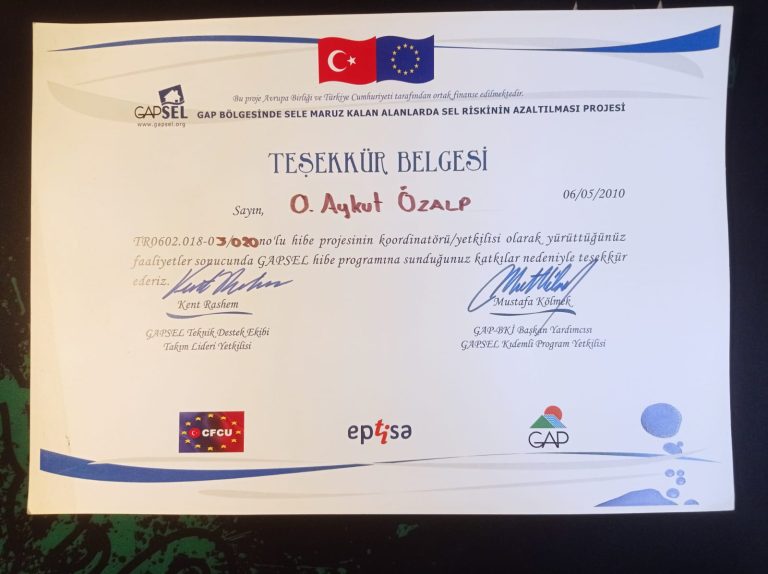 Bu proje Avrupa Birliği ve Türkiye Cumhuriyeti tarafından ortak finanse edilmektedir.
GAPSEL
www.gapsel.org
GAP BÖLGESİNDE SELE MARUZ KALAN ALANLARDA SEL RİSKİNİN AZALTILMASI PROJESİ
TEŞEKKÜR BELGESİ
06/05/2010
Sayın, O. Aykut ÖZALP
TR0602.018-03/020no'lu hibe projesinin koordinatörü/yetkilisi olarak yürüttüğünüz
faaliyetler sonucunda GAPSEL hibe programına sunduğunuz katkılar nedeniyle teşekkür
ederiz.
Kent Rashem
GAPSEL Teknik Destek Ekibi
Takım Lideri Yetkilisi
Mustafa Kölmek
GAP-BKİ Başkan Yardımcısı
GAPSEL Kıdemli Program Yetkilisi
CFCU
eptisa
GAP